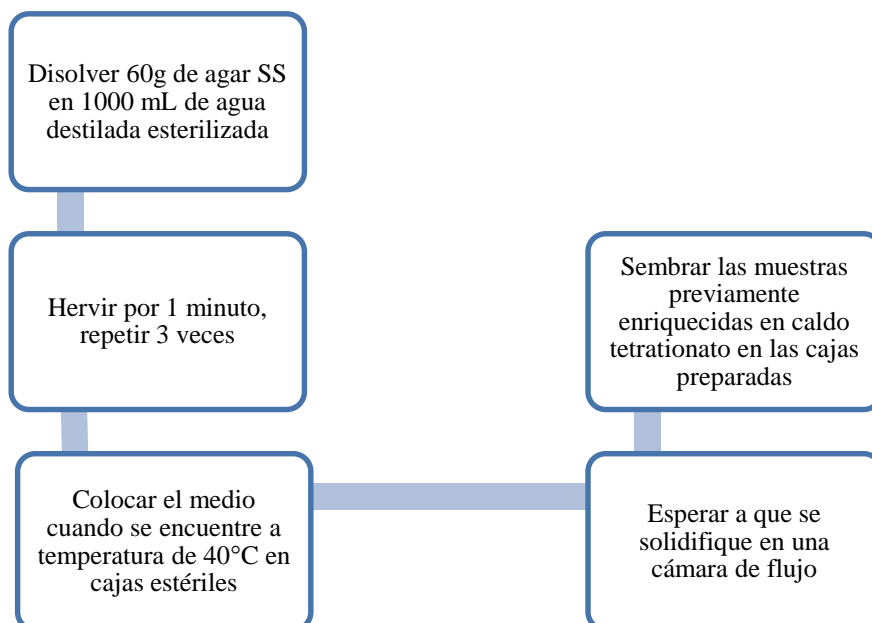 Disolver 60g de agar SS
en 1000 mL de agua
destilada esterilizada
Hervir por 1 minuto,
repetir 3 veces
Colocar el medio
cuando se encuentre a
temperatura de 40°C en
cajas estériles
Esperar a que se
solidifique en una
cámara de flujo
Sembrar las muestras
previamente
enriquecidas en caldo
tetrationato en las cajas
preparadas